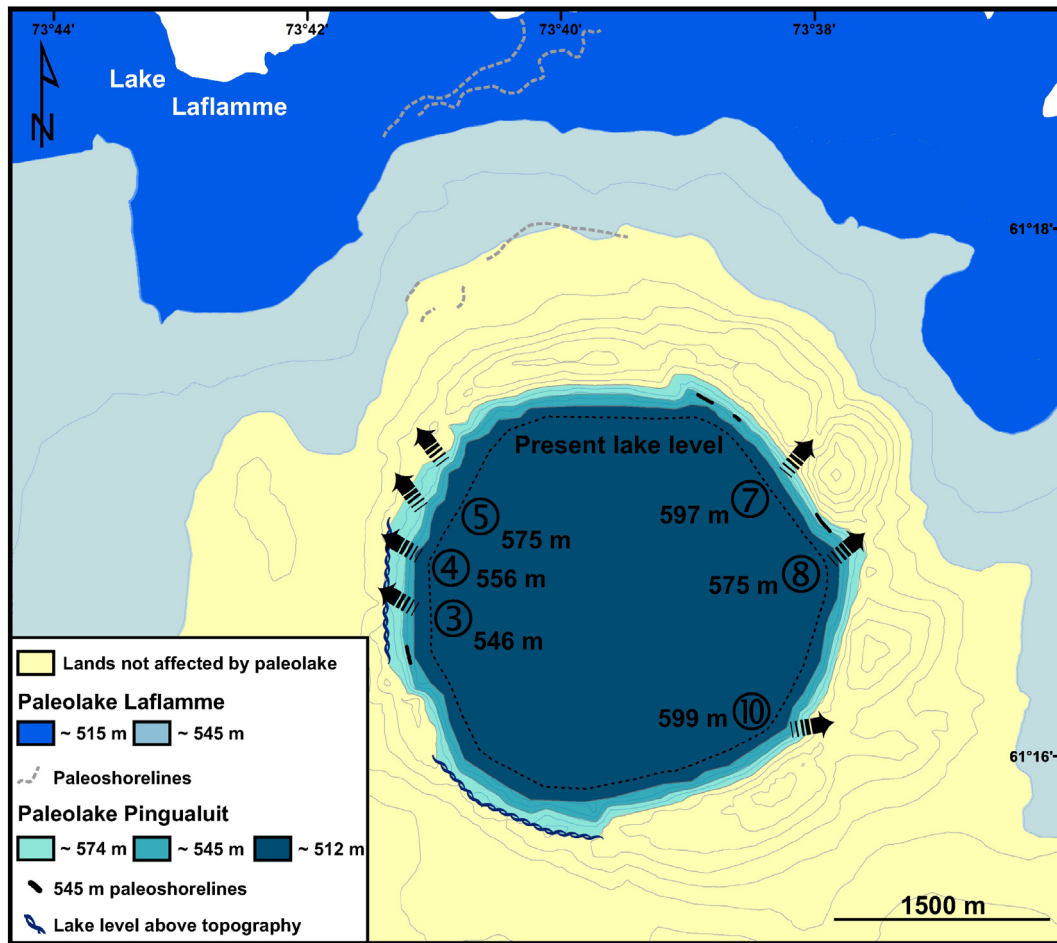 73°44'
73°42'
73°40'
73°38'
Lake
Laflamme
N
61°18'
Present lake level
⑦
597 m
⑤
575 m
④
556 m
⑧
575 m
③
546 m
⑩
599 m
61°16'
1500 m
Lands not affected by paleolake
Paleolake Laflamme
~ 515 m
~ 545 m
Paleoshorelines
Paleolake Pingualuit
~ 574 m
~ 545 m
~ 512 m
545 m paleoshorelines
Lake level above topography